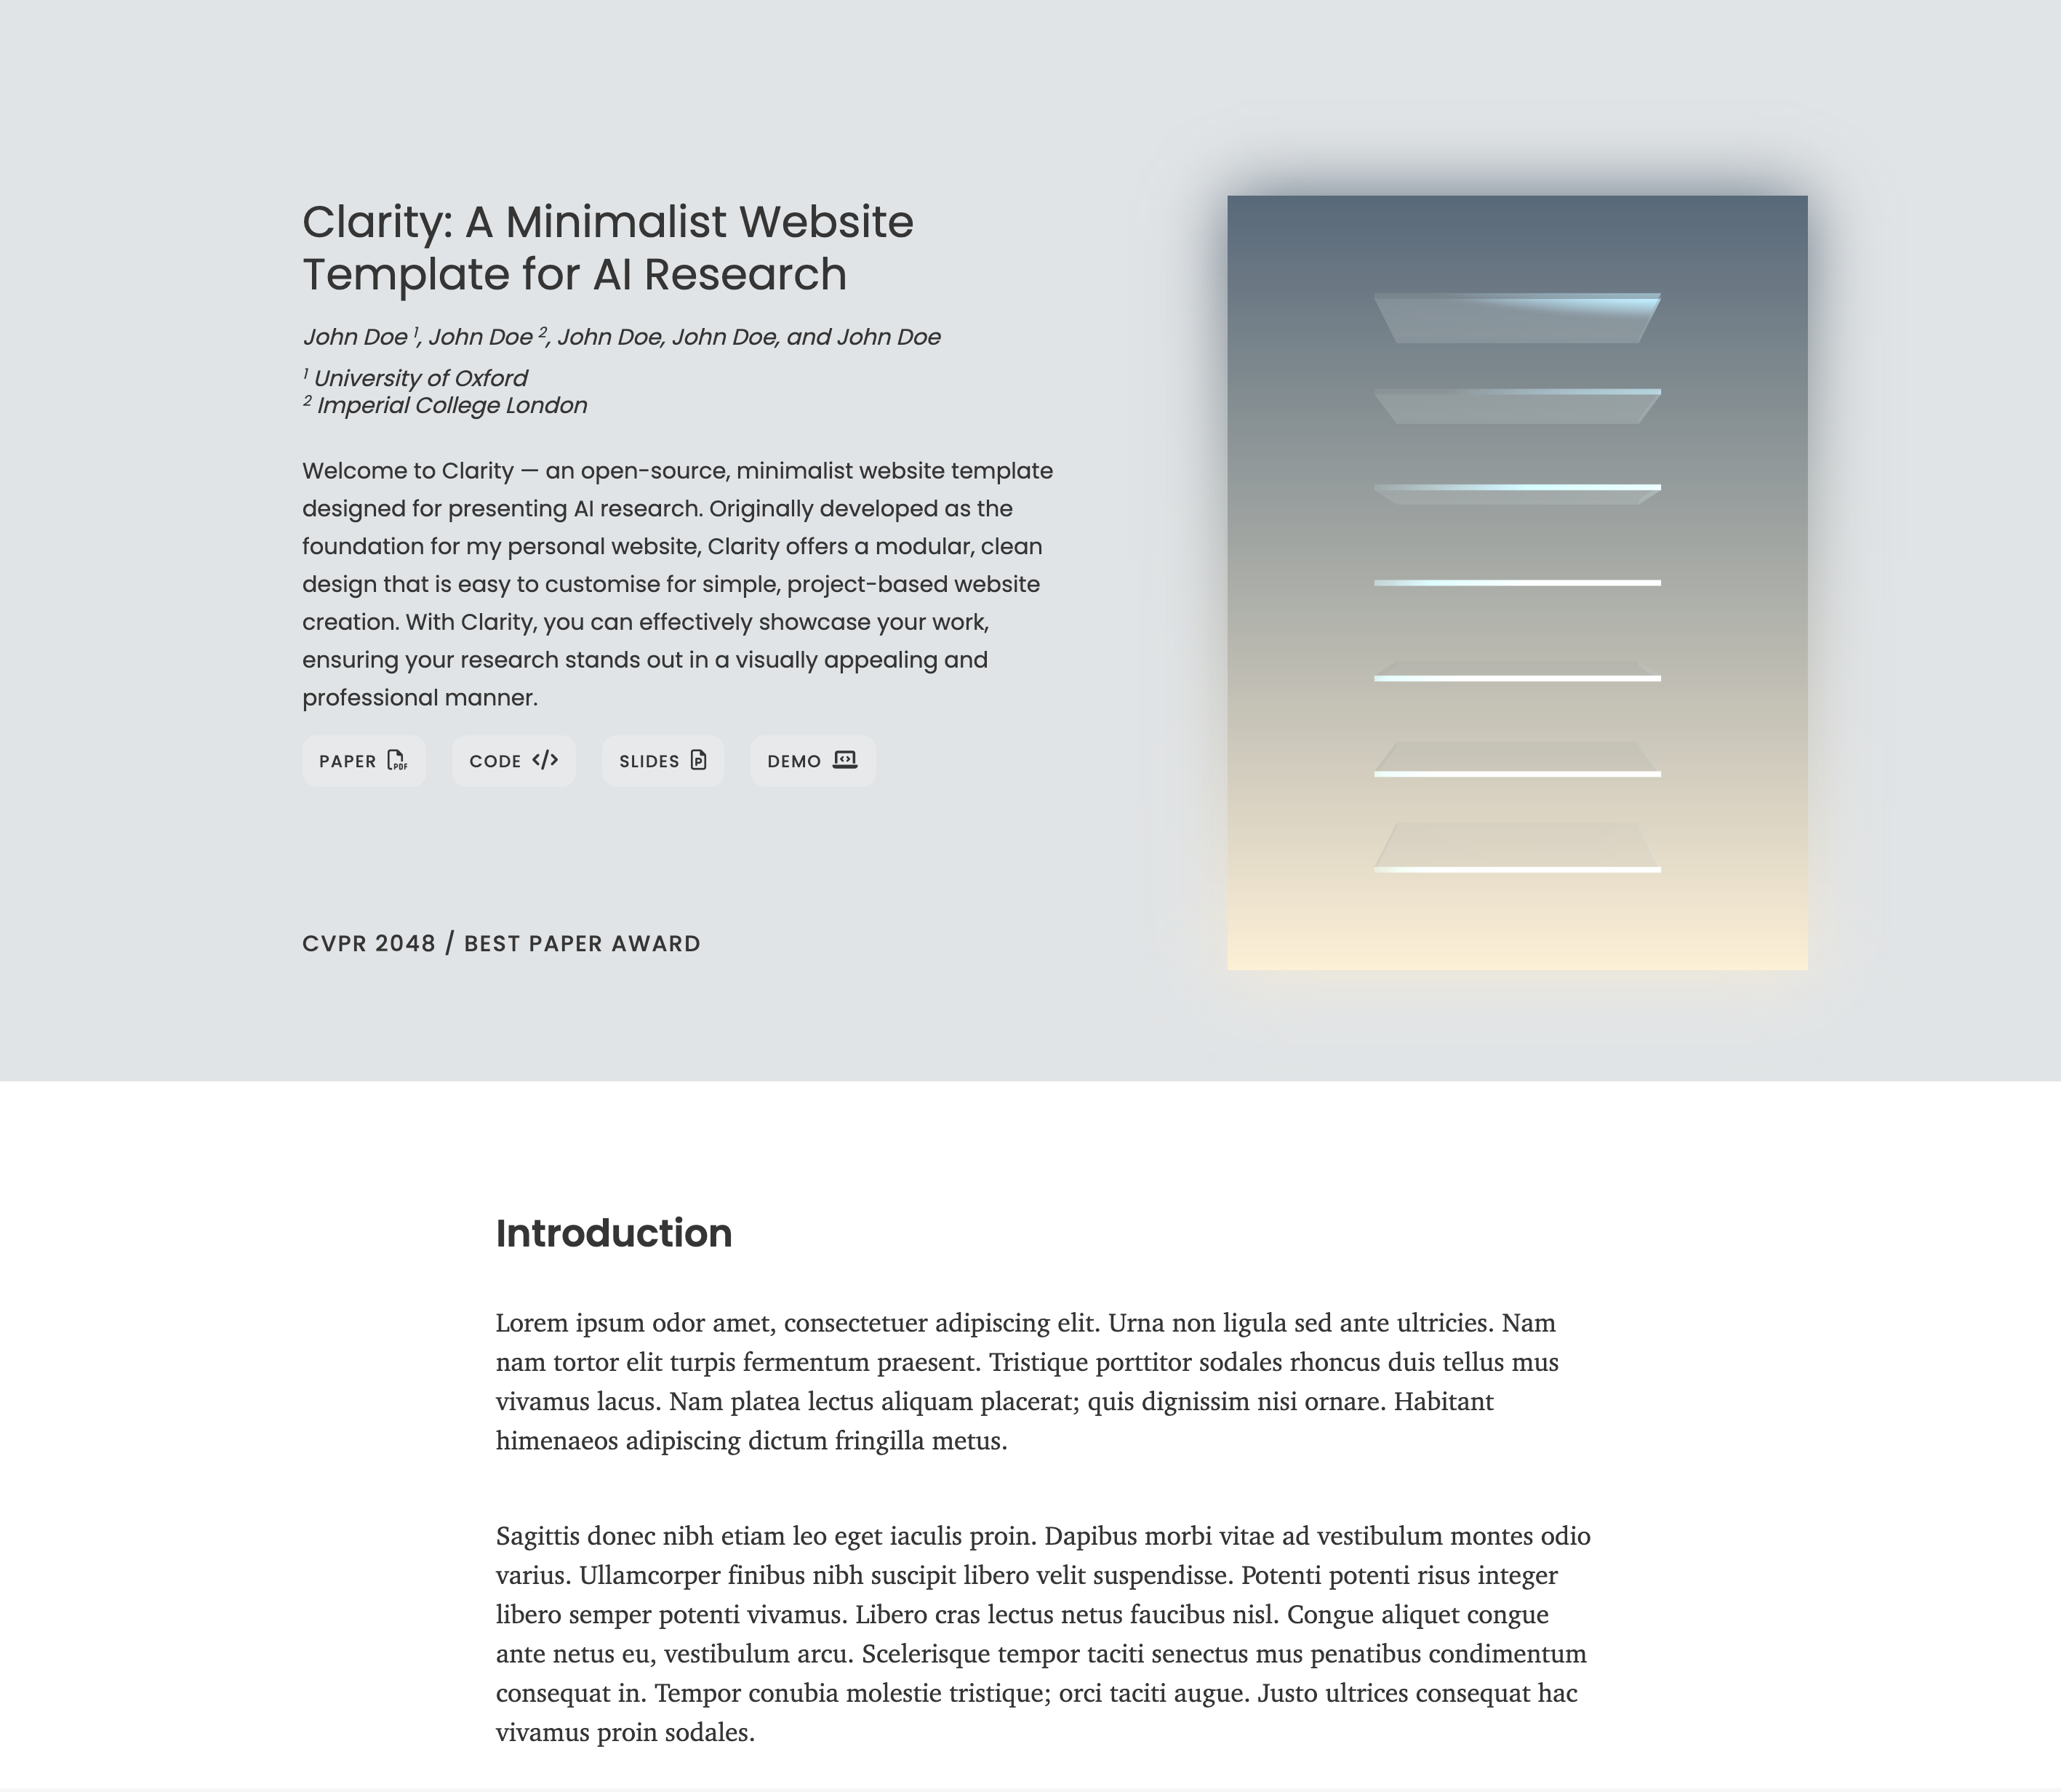 Clarity: A Minimalist Website
Template for AI Research
John Doe 1, John Doe 2, John Doe, John Doe, and John Doe
1 University of Oxford
2 Imperial College London
Welcome to Clarity — an open-source, minimalist website template
designed for presenting AI research. Originally developed as the
foundation for my personal website, Clarity offers a modular, clean
design that is easy to customise for simple, project-based website
creation. With Clarity, you can effectively showcase your work,
ensuring your research stands out in a visually appealing and
professional manner.
PAPER PDF CODE </> SLIDES P DEMO
CVPR 2048 / BEST PAPER AWARD
Introduction
Lorem ipsum odor amet, consectetuer adipiscing elit. Urna non ligula sed ante ultricies. Nam
nam tortor elit turpis fermentum praesent. Tristique porttitor sodales rhoncus duis tellus mus
vivamus lacus. Nam platea lectus aliquam placerat; quis dignissim nisi ornare. Habitant
himenaeos adipiscing dictum fringilla metus.
Sagittis donec nibh etiam leo eget iaculis proin. Dapibus morbi vitae ad vestibulum montes odio
varius. Ullamcorper finibus nibh suscipit libero velit suspendisse. Potenti potenti risus integer
libero semper potenti vivamus. Libero cras lectus netus faucibus nisl. Congue aliquet congue
ante netus eu, vestibulum arcu. Scelerisque tempor taciti senectus mus penatibus condimentum
consequat in. Tempor conubia molestie tristique; orci taciti augue. Justo ultrices consequat hac
vivamus proin sodales.